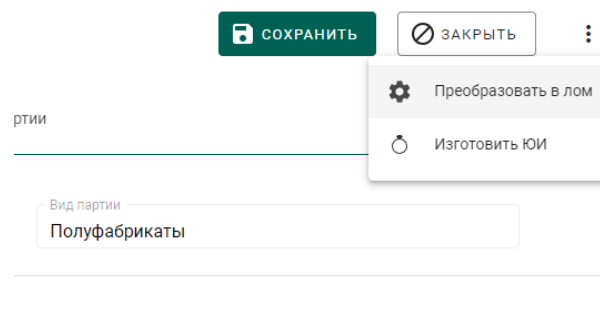 СОХРАНИТЬ
ЗАКРЫТЬ
Преобразовать в лом
ртии
Изготовить ЮИ
Вид партии
Полуфабрикаты